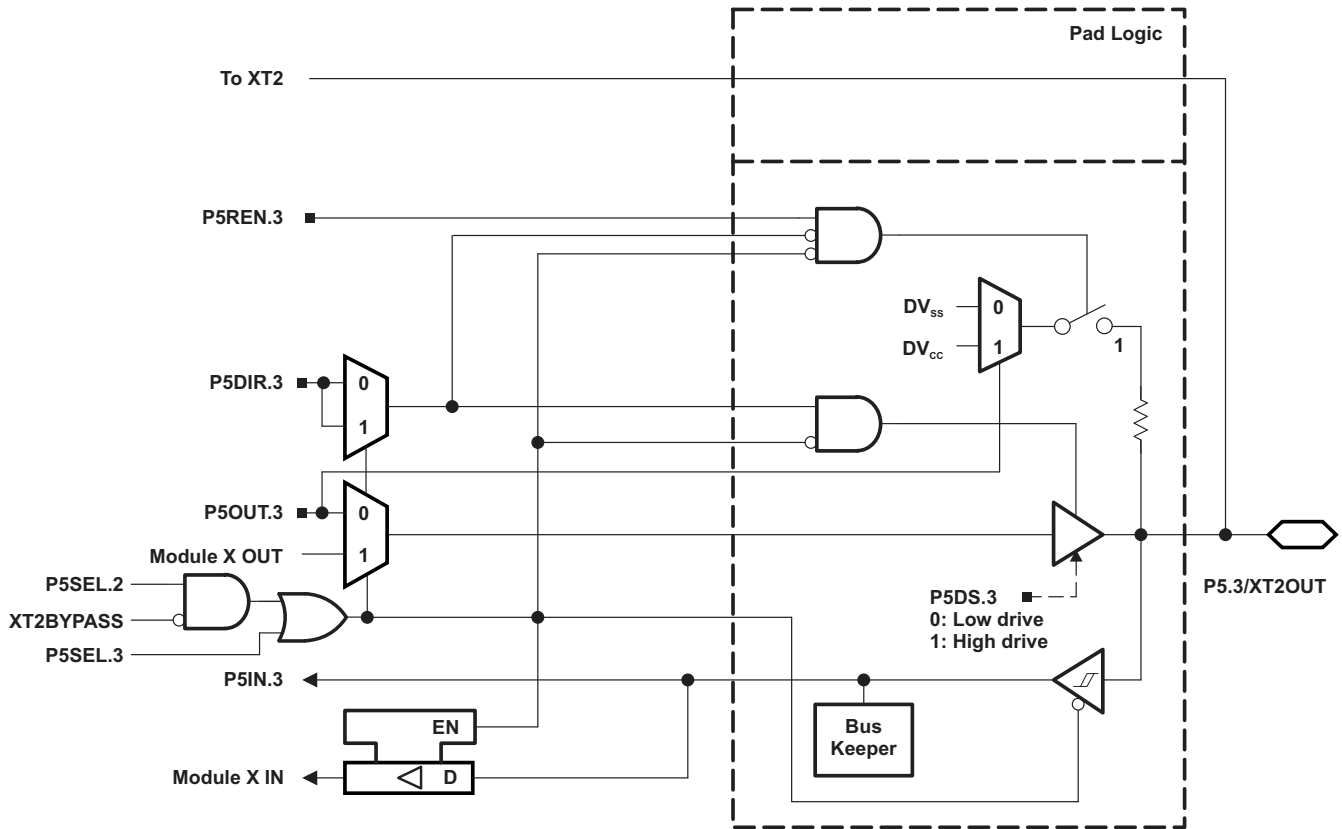 Pad Logic
To XT2
P5REN.3
DVSS
0
DVCC
1
1
P5DIR.3
0
1
P5OUT.3
0
Module X OUT
1
P5SEL.2
XT2BYPASS
P5SEL.3
P5DS.3
0: Low drive
1: High drive
P5.3/XT2OUT
P5IN.3
Bus
Keeper
EN
Module X IN
D